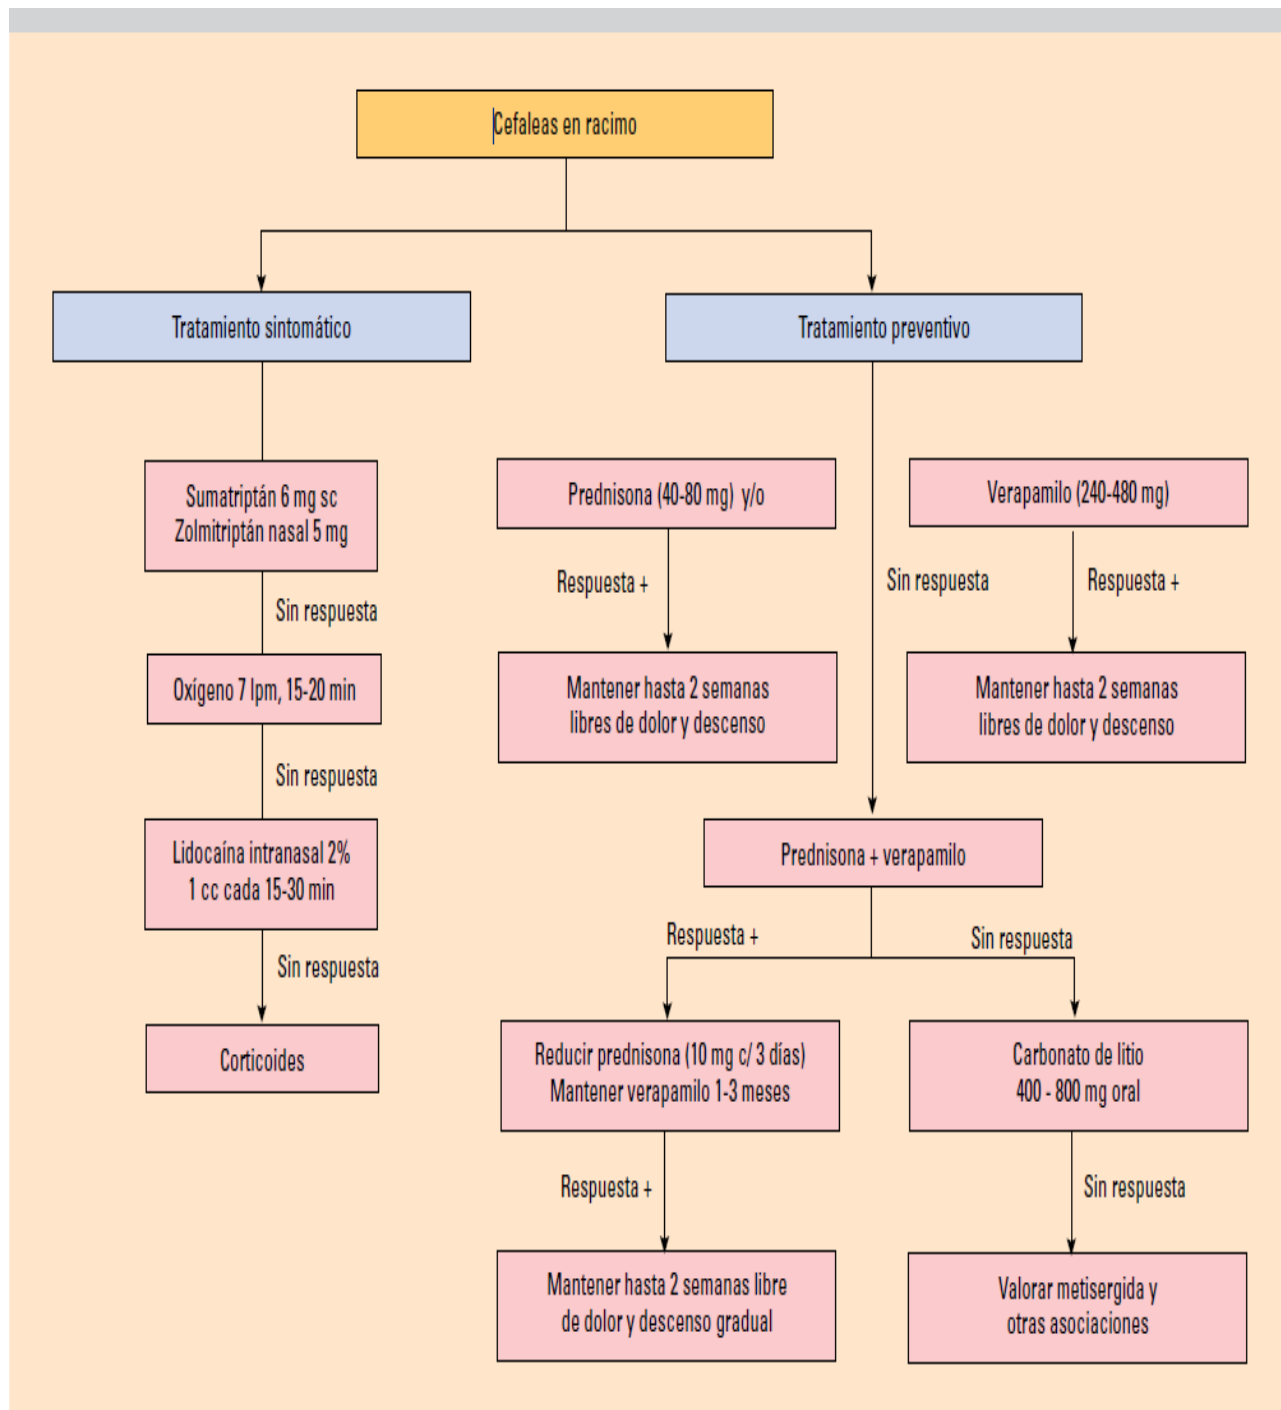 Cefaleas en racimo
Tratamiento sintomático
Sumatriptán 6 mg sc
Zolmitriptán nasal 5 mg
Sin respuesta
Oxígeno 7 lpm, 15-20 min
Sin respuesta
Lidocaína intranasal 2%
1 cc cada 15-30 min
Sin respuesta
Corticoides
Tratamiento preventivo
Prednisona (40-80 mg) y/o
Verapamilo (240-480 mg)
Respuesta +
Sin respuesta
Respuesta +
Mantener hasta 2 semanas
libres de dolor y descenso
Mantener hasta 2 semanas
libres de dolor y descenso
Prednisona + verapamilo
Respuesta +
Sin respuesta
Reducir prednisona (10 mg c/ 3 días)
Mantener verapamilo 1-3 meses
Carbonato de litio
400 - 800 mg oral
Respuesta +
Sin respuesta
Mantener hasta 2 semanas libre
de dolor y descenso gradual
Valorar metisergida y
otras asociaciones